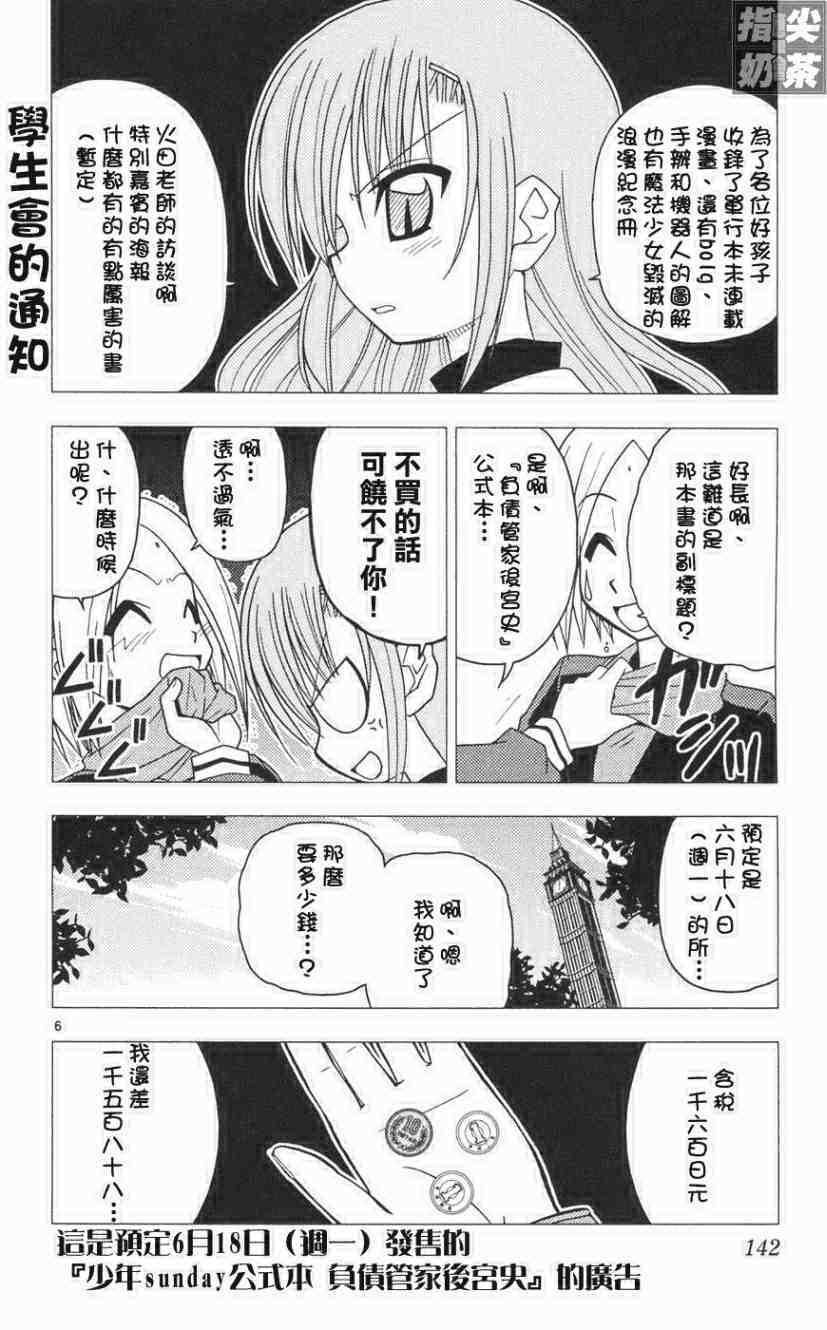 指尖
奶茶
學生會的通知
為了各位好孩子
收錄了單行本未連載
漫畫、還有bolg、
手辦和機器人的圖解
也有魔法少女毀滅的
浪漫紀念冊
火田老師的訪談啊
特別嘉賓的海報
什麼都有的有點厲害的書
(暫定)
好長啊、
這難道是
那本書的副標題?
是啊、
『負債管家後宮史』
公式本…
不買的話
可饒不了你!
啊…
透不過氣…
什、什麼時候
出呢?
預定是
六月十八日
(週一)的所…
啊、嗯
我知道了
那麼
要多少錢…?
6
含税
一千六百日元
10
1
1
我還差
一千五百八十八…
這是預定6月18日(週一)發售的
『少年sunday公式本 負債管家後宮史』的廣告
142